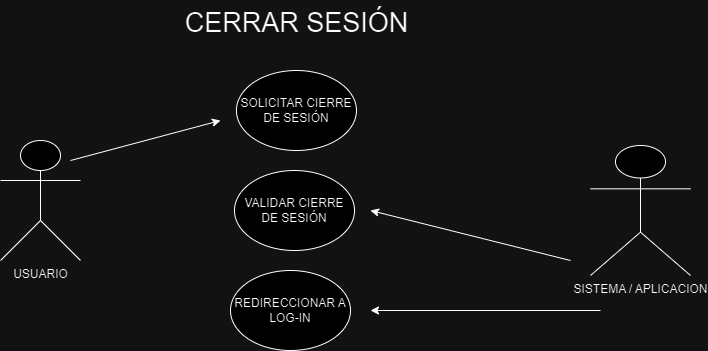 CERRAR SESIÓN
SOLICITAR CIERRE
DE SESIÓN
VALIDAR CIERRE
DE SESIÓN
USUARIO
SISTEMA / APLICACION
REDIRECCIONAR A
LOG-IN